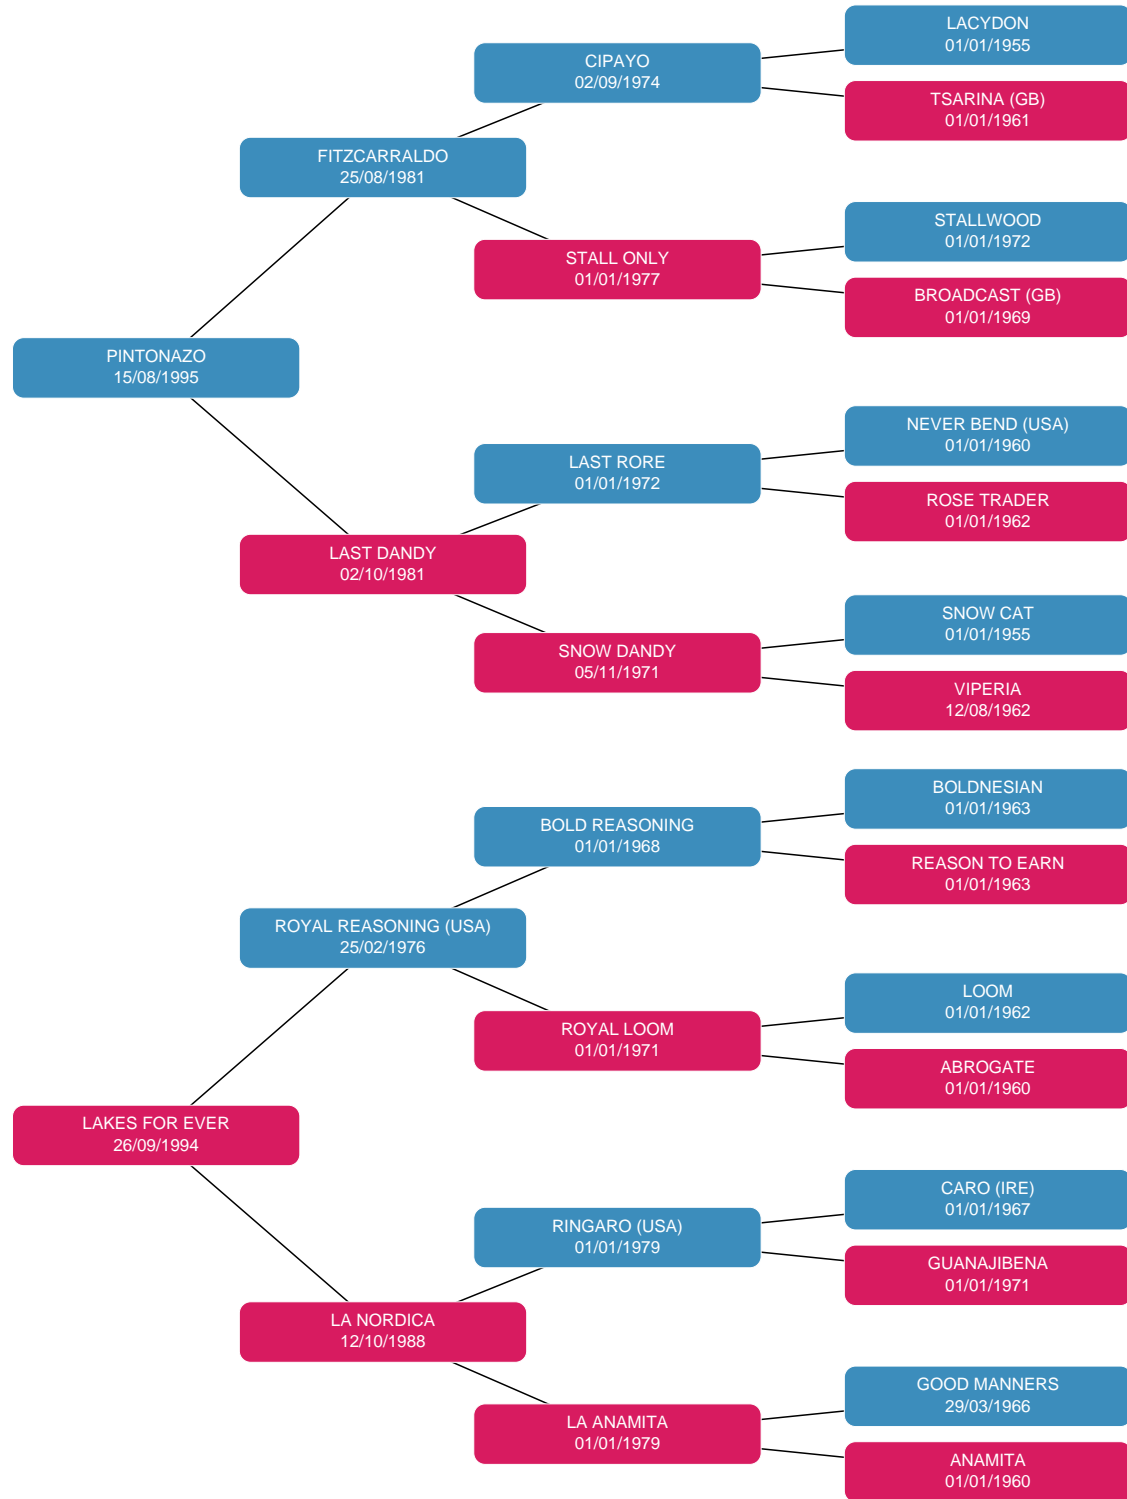 LACYDON
01/01/1955
CIPAYO
02/09/1974
TSARINA (GB)
01/01/1961
FITZCARRALDO
25/08/1981
STALLWOOD
01/01/1972
STALL ONLY
01/01/1977
BROADCAST (GB)
01/01/1969
PINTONAZO
15/08/1995
NEVER BEND (USA)
01/01/1960
LAST RORE
01/01/1972
ROSE TRADER
01/01/1962
LAST DANDY
02/10/1981
SNOW CAT
01/01/1955
SNOW DANDY
05/11/1971
VIPERIA
12/08/1962
BOLDNESIAN
01/01/1963
BOLD REASONING
01/01/1968
REASON TO EARN
01/01/1963
ROYAL REASONING (USA)
25/02/1976
LOOM
01/01/1962
ROYAL LOOM
01/01/1971
ABROGATE
01/01/1960
LAKES FOR EVER
26/09/1994
CARO (IRE)
01/01/1967
RINGARO (USA)
01/01/1979
GUANAJIBENA
01/01/1971
LA NORDICA
12/10/1988
GOOD MANNERS
29/03/1966
LA ANAMITA
01/01/1979
ANAMITA
01/01/1960